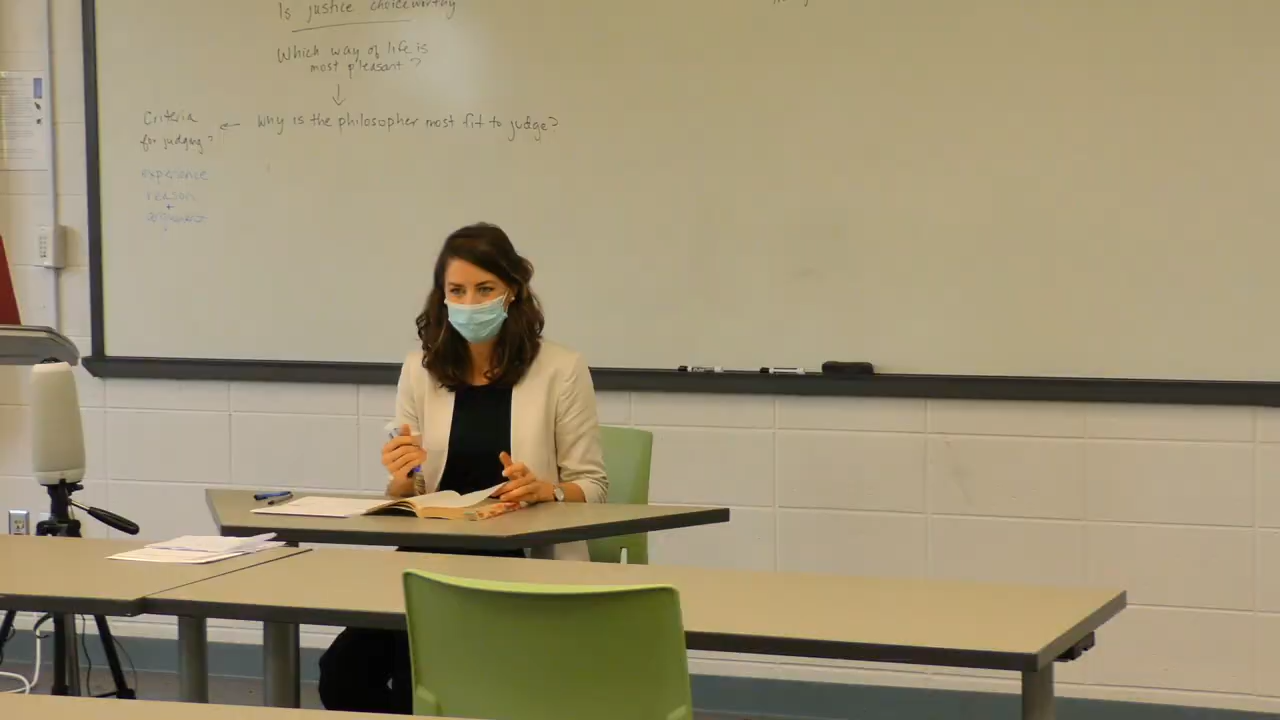 Is justice choiceworthy
Which way of life is
most pleasant?
↓
Criteria
for judging?
← why is the philosopher most fit to judge?
experience
reason
+